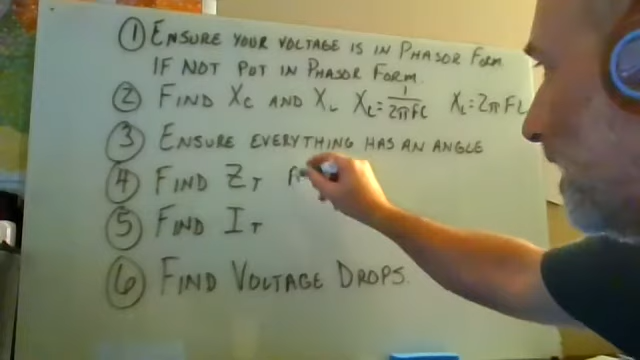 ① ENSURE YOUR VOLTAGE IS IN PHASOR FORM
IF NOT PUT IN PHASOR FORM.
② FIND Xc AND XL XL = 1/2πFC XL = 2πFL
③ ENSURE EVERYTHING HAS AN ANGLE
④ FIND ZT
⑤ FIND IT
⑥ FIND VOLTAGE DROPS.